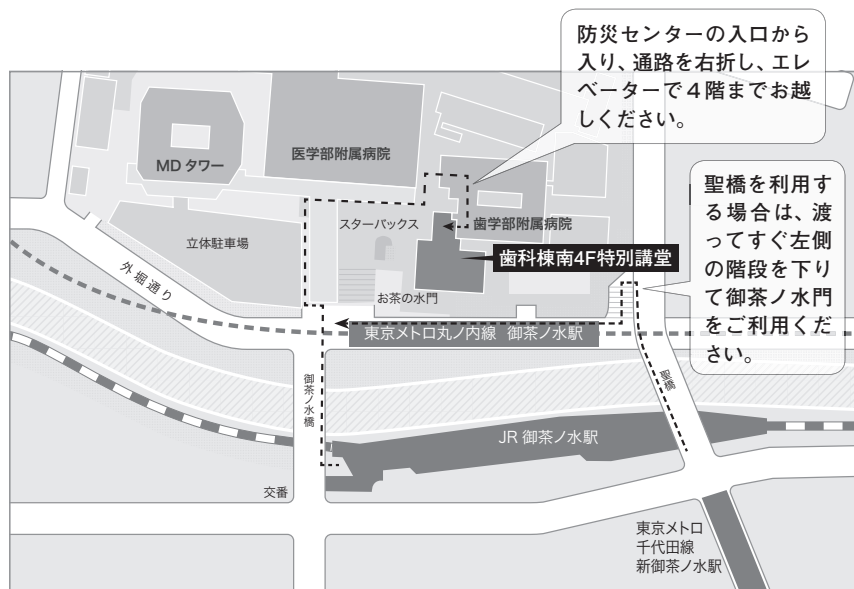 防災センターの入口から
入り、通路を右折し、エレ
ベーターで4階までお越
しください。
医学部附属病院
MDタワー
聖橋を利用す
る場合は、渡
ってすぐ左側
の階段を下り
て御茶ノ水門
をご利用くだ
さい。
スターバックス
歯学部附属病院
立体駐車場
歯科棟南4F特別講堂
外堀通り
お茶の水門
東京メトロ丸ノ内線 御茶ノ水駅
御茶ノ水橋
聖橋
JR 御茶ノ水駅
交番
東京メトロ
千代田線
新御茶ノ水駅